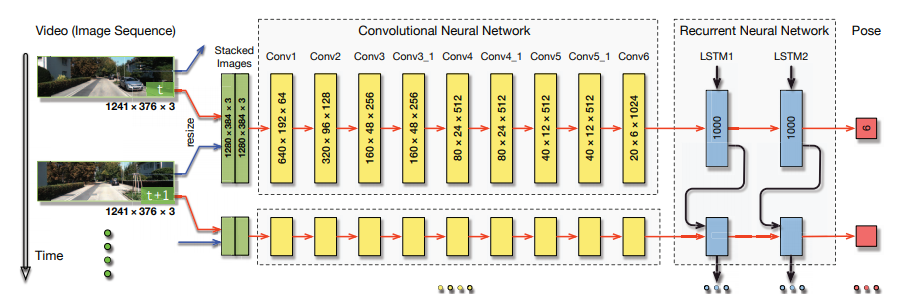 Video (Image Sequence)
Convolutional Neural Network
Recurrent Neural Network
Pose
Stacked
Images
Conv1
Conv2
Conv3
Conv3_1
Conv4
Conv4_1
Conv5
Conv5_1
Conv6
LSTM1
LSTM2
t
1241 × 376 × 3
resize
1280 × 384 × 3
1280 × 384 × 3
640 × 192 × 64
320 × 96 × 128
160 × 48 × 256
160 × 48 × 256
80 × 24 × 512
80 × 24 × 512
40 × 12 × 512
40 × 12 × 512
20 × 6 × 1024
1000
1000
6
t+1
1241 × 376 × 3
Time